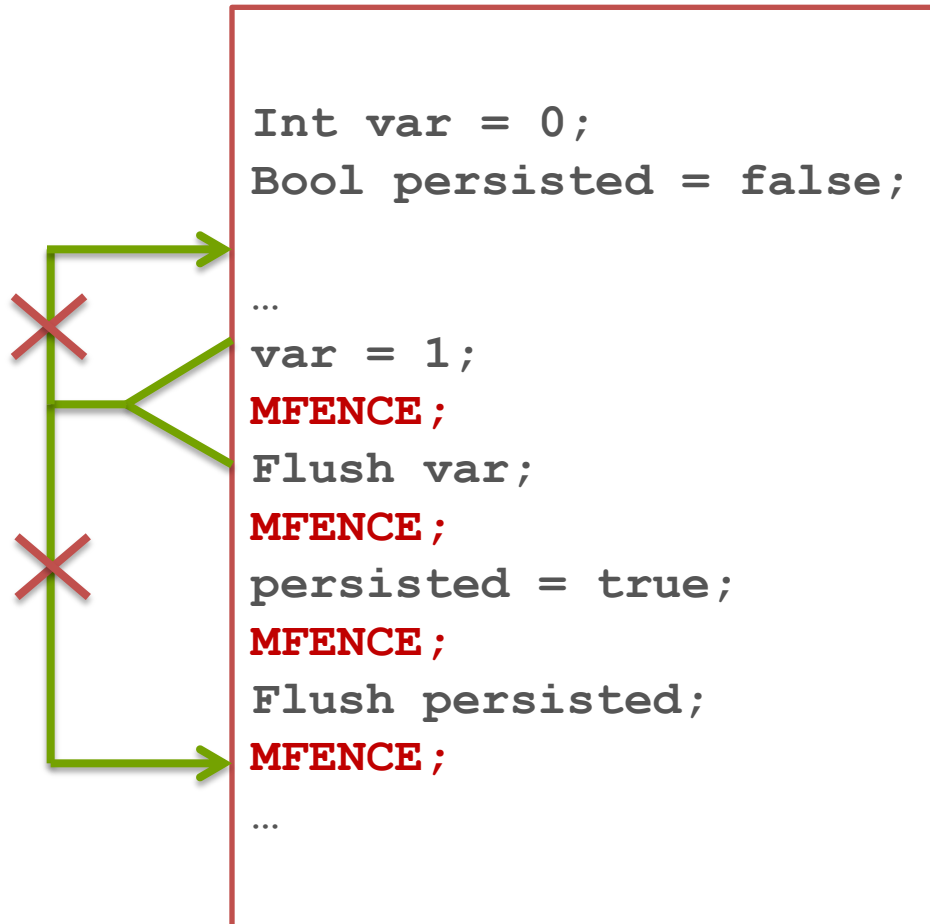 Int var = 0;
Bool persisted = false;
…
var = 1;
MFENCE;
Flush var;
MFENCE;
persisted = true;
MFENCE;
Flush persisted;
MFENCE;
…